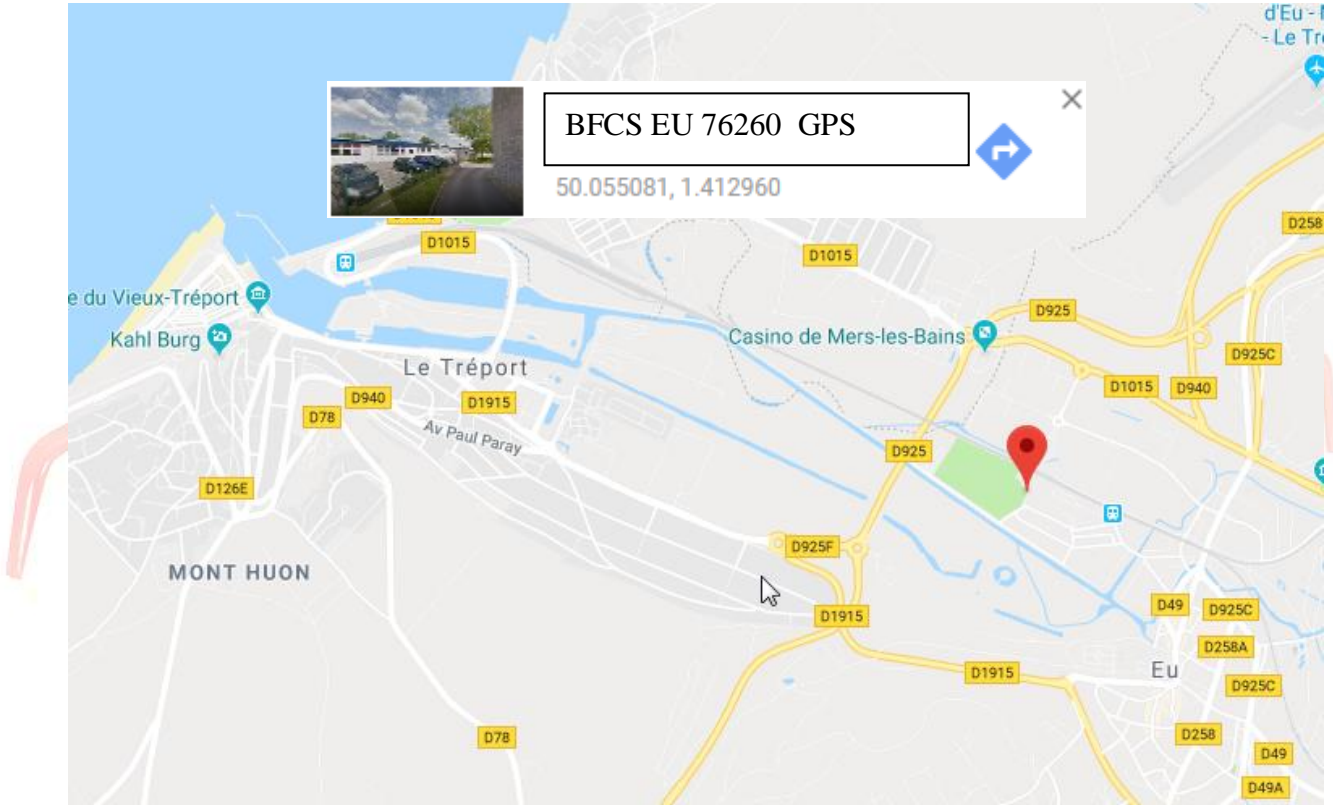 d'Eu -
- Le Tr
BFCS EU 76260 GPS
50.055081, 1.412960
D1015
D1015
D258
e du Vieux-Tréport
Kahl Burg
Le Tréport
Casino de Mers-les-Bains
D925
D925C
D1015
D940
D940
D1915
D78
Av Paul Paray
D925
D126E
MONT HUON
D925F
D1915
D49
D925C
D258A
Eu
D1915
D925C
D78
D258
D49
D49A